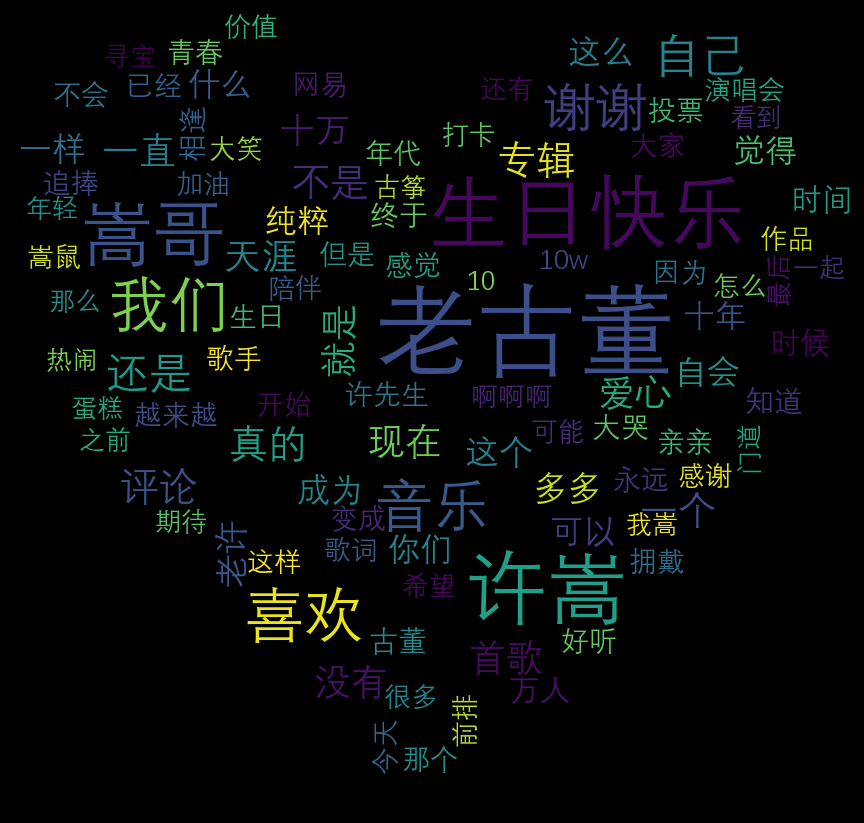 价值
寻宝
青春
这么
自己
不会
已经
什么
网易
还有
谢谢
投票
演唱会
看到
一样
一直
相逢
大笑
十万
年代
打卡
专辑
大家
觉得
追捧
加油
不是
古筝
生日快乐
时间
年轻
嵩哥
纯粹
终于
作品
嵩鼠
天涯
但是
感觉
10
10w
因为
怎么
最后
一起
那么
我们
生日
陪伴
就是
老古董
十年
时候
热闹
还是
歌手
许先生
啊啊啊
爱心
自会
知道
蛋糕
越来越
开始
之前
真的
现在
这个
可能
大哭
亲亲
门道
评论
成为
音乐
多多
永远
感谢
一个
期待
老许
变成
歌词
你们
可以
我嵩
拥戴
这样
希望
许嵩
喜欢
古董
首歌
好听
没有
很多
万人
前排
今天
那个